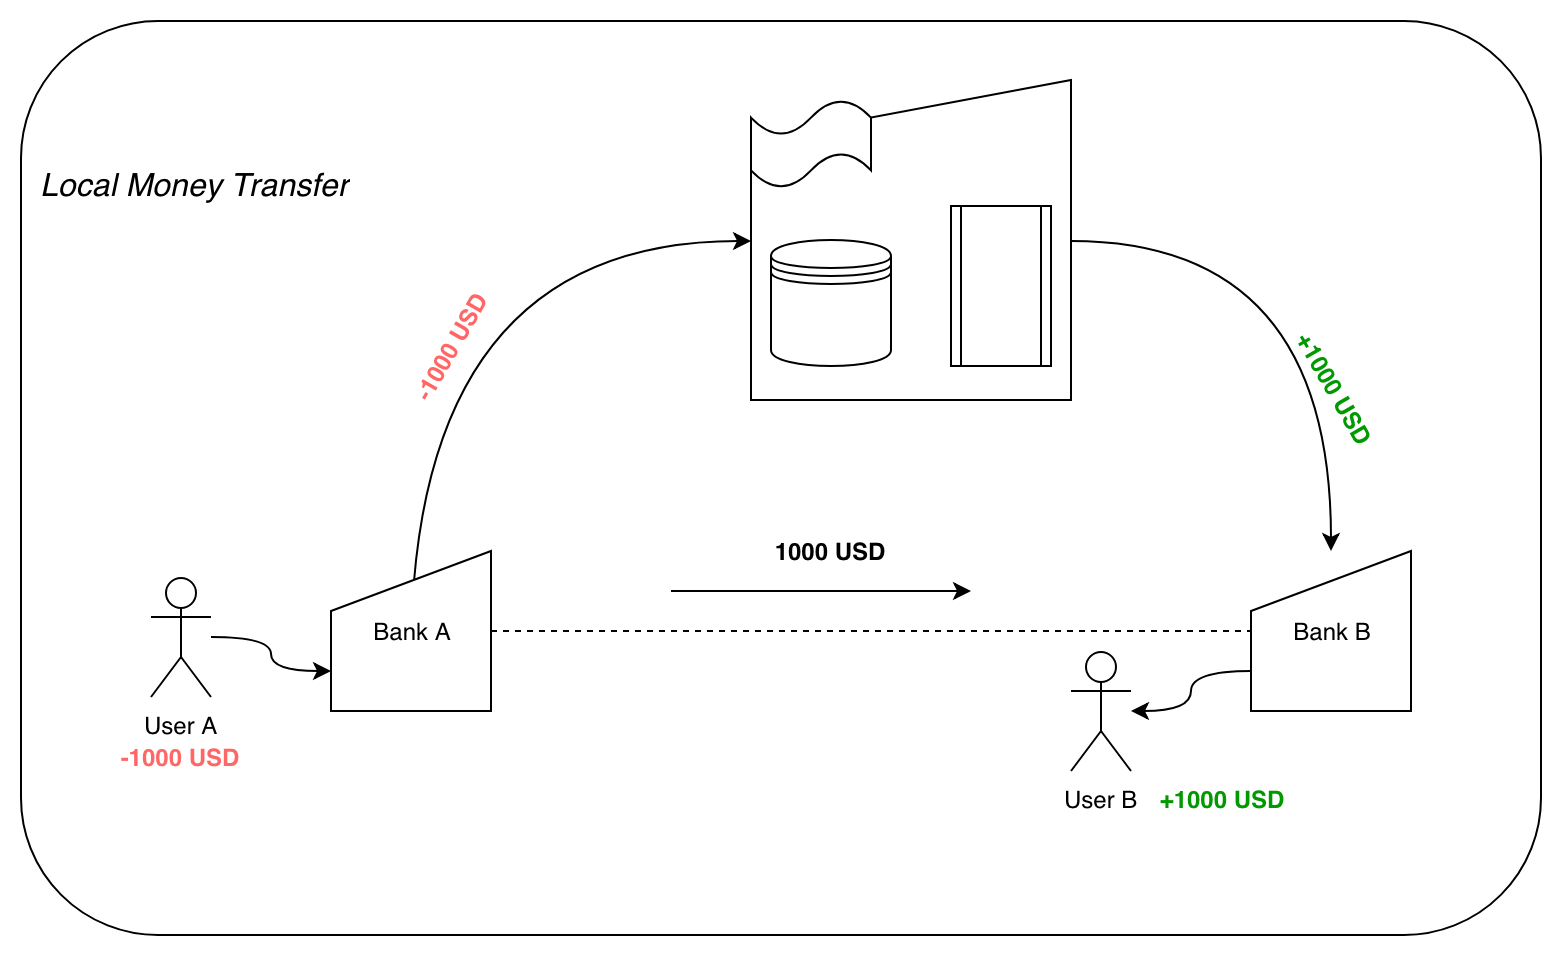 Local Money Transfer
-1000 USD
+1000 USD
1000 USD
Bank A
Bank B
User A
-1000 USD
User B +1000 USD